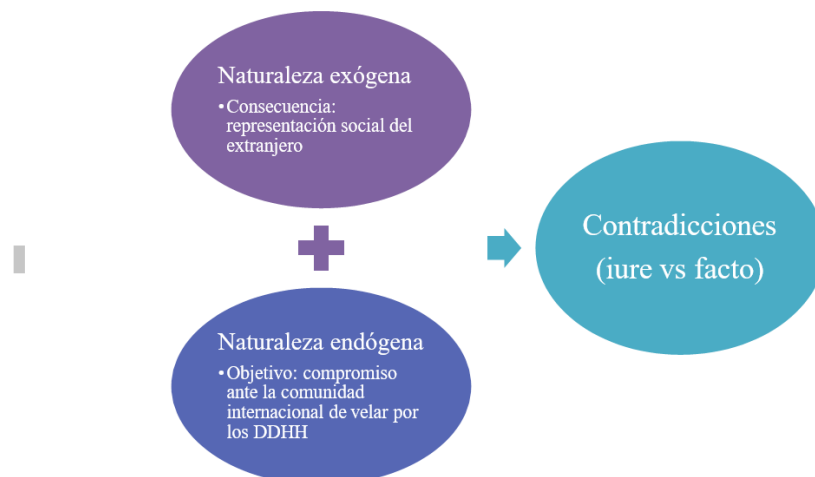 Naturaleza exógena
•Consecuencia:
representación social del
extranjero
Naturaleza endógena
•Objetivo: compromiso
ante la comunidad
internacional de velar por
los DDHH
Contradicciones
(iure vs facto)